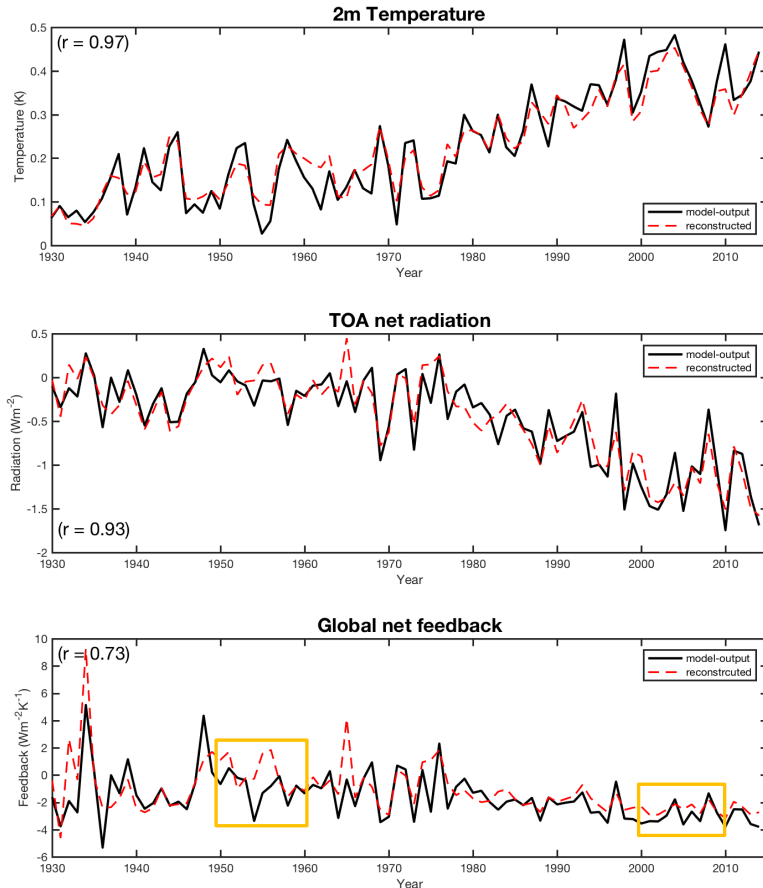 2m Temperature
(r = 0.97)
0.5
0.4
0.3
0.2
0.1
0
Temperature (K)
model-output
reconstructed
1930 1940 1950 1960 1970 1980 1990 2000 2010
Year
TOA net radiation
0.5
0
-0.5
-1
-1.5
-2
Radiation (Wm⁻²)
model-output
reconstructed
(r = 0.93)
1930 1940 1950 1960 1970 1980 1990 2000 2010
Year
Global net feedback
(r = 0.73)
10
8
6
4
2
0
-2
-4
-6
Feedback (Wm⁻²K⁻¹)
model-output
reconstrcuted
1930 1940 1950 1960 1970 1980 1990 2000 2010
Year